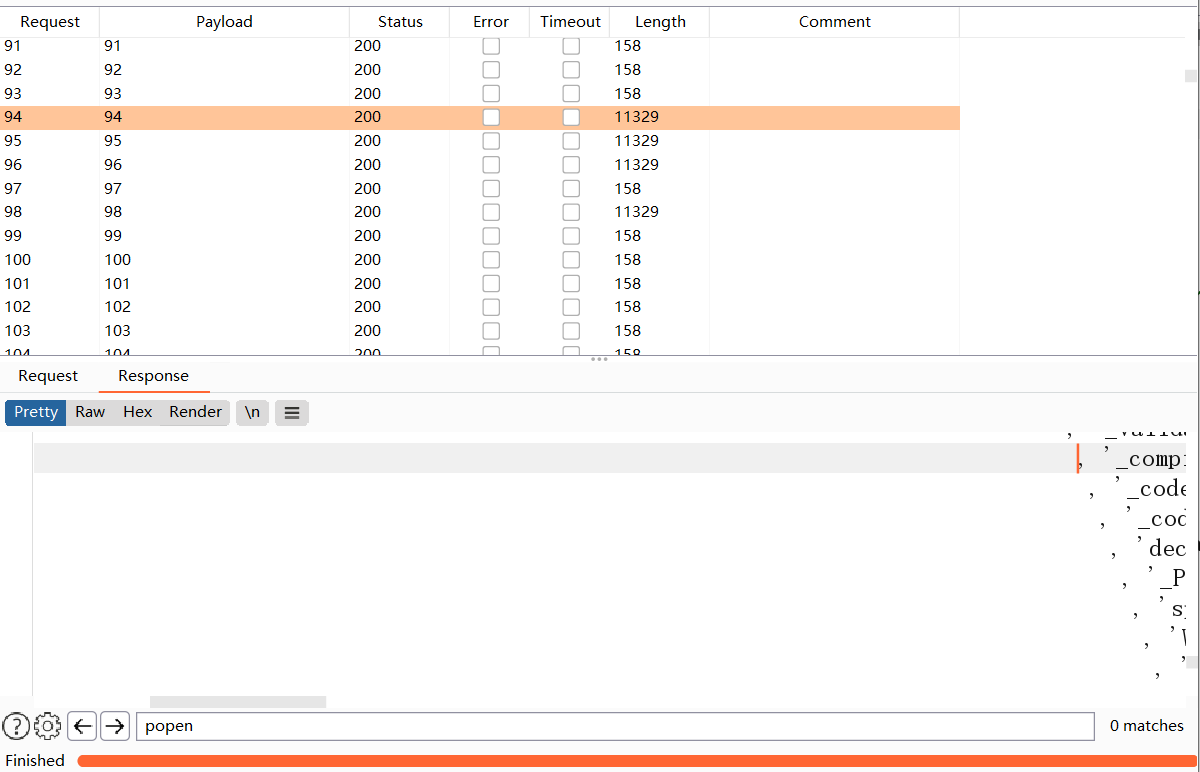 Request Payload Status Error Timeout Length Comment
91 91 200 158
92 92 200 158
93 93 200 158
94 94 200 11329
95 95 200 11329
96 96 200 11329
97 97 200 158
98 98 200 11329
99 99 200 158
100 100 200 158
101 101 200 158
102 102 200 158
103 103 200 158
104 104 200 158
Request Response
Pretty Raw Hex Render \n
, '_comp
, '_code
, '_cod
, 'dec
, '_P
, 's
, '
, '
popen 0 matches
Finished